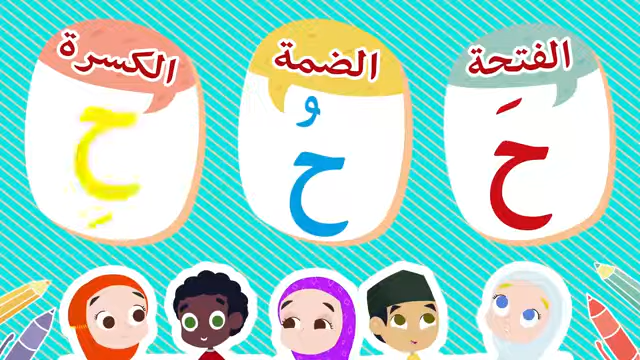 الفتحة
الضمة
الكسرة
حَ
حُ
حِ